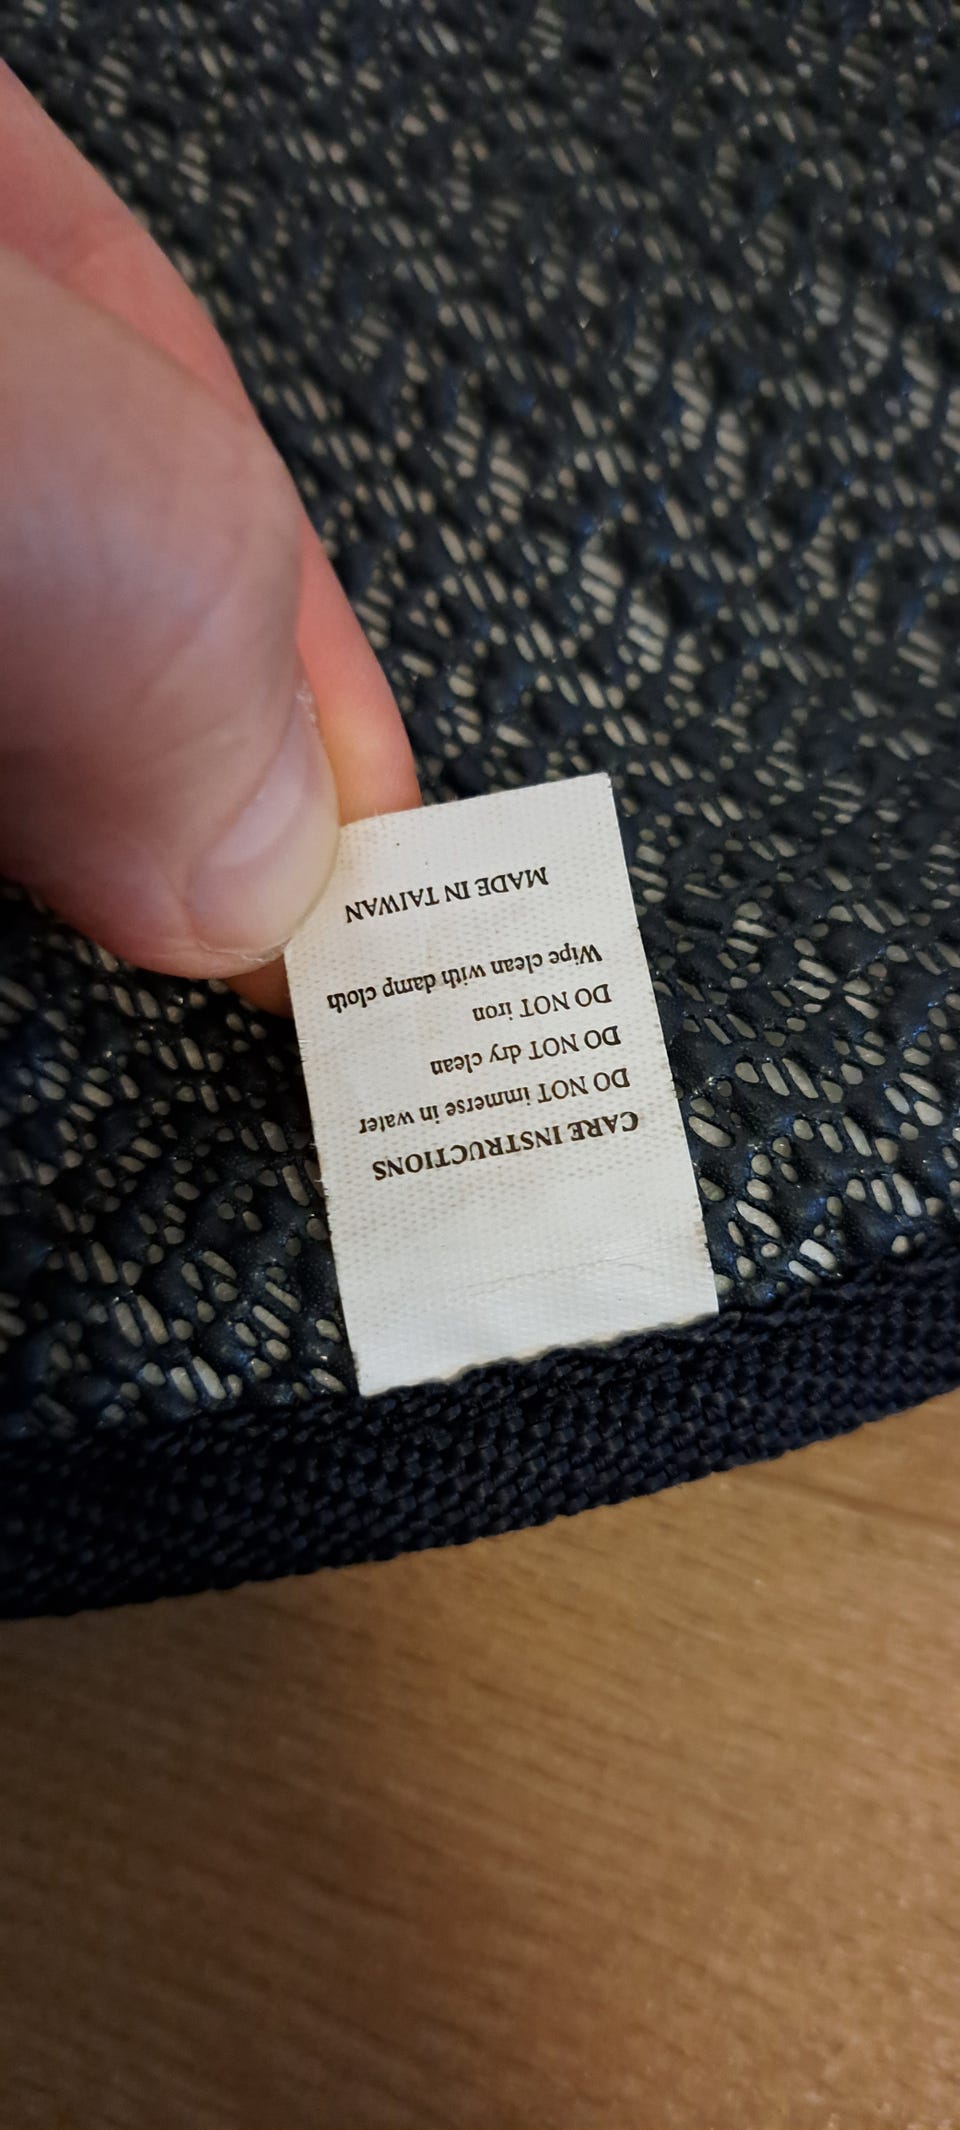 CARE INSTRUCTIONS
DO NOT immerse in water
DO NOT dry clean
DO NOT iron
Wipe clean with damp cloth
MADE IN TAIWAN